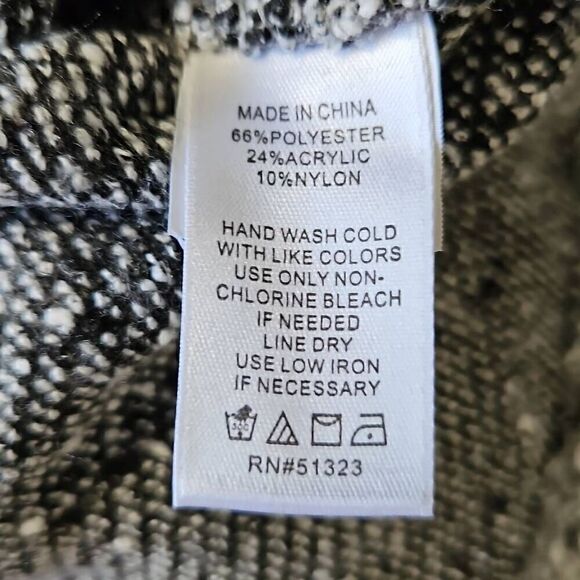 MADE IN CHINA
66%POLYESTER
24%ACRYLIC
10%NYLON
HAND WASH COLD
WITH LIKE COLORS
USE ONLY NON-
CHLORINE BLEACH
IF NEEDED
LINE DRY
USE LOW IRON
IF NECESSARY
RN#51323